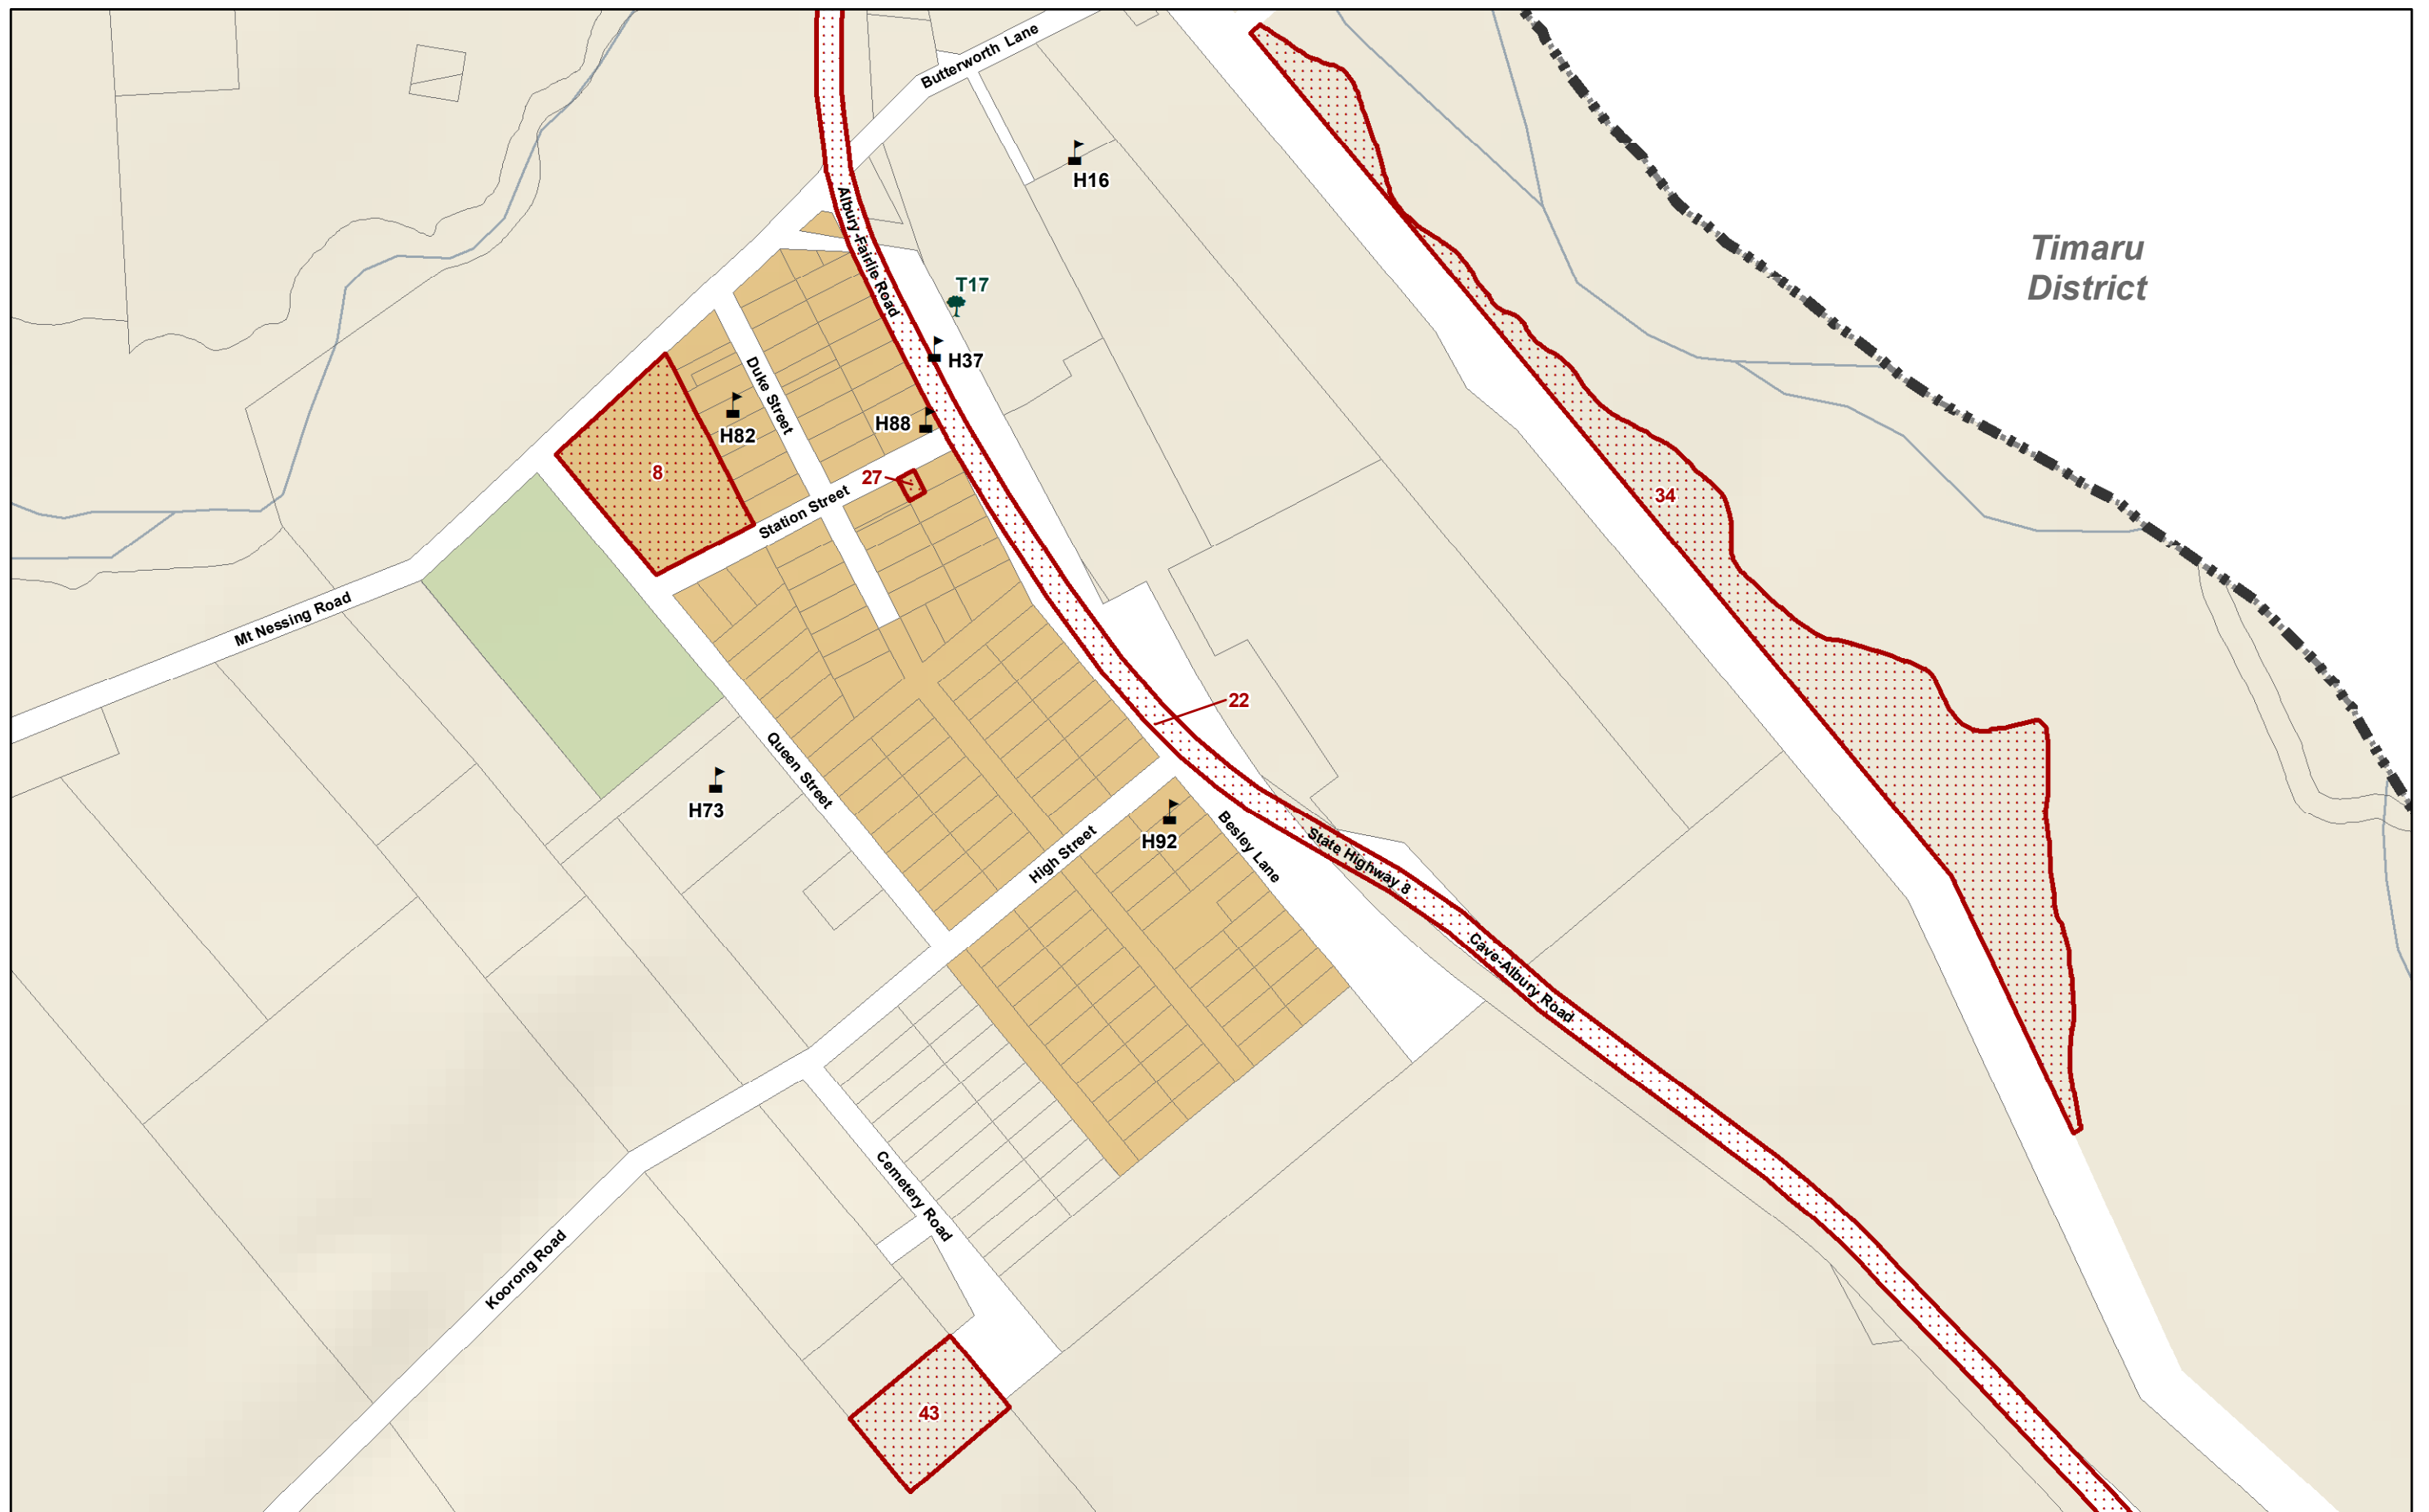 Butterworth Lane
H16
Albury-Fairlie Road
Timaru
District
T17
H37
Duke Street
H82
H88
8
27
Station Street
34
Mt Nessing Road
22
Queen Street
H73
High Street
H92
Besley Lane
State Highway 8
Cave-Albury Road
Cemetery Road
Koorong Road
43